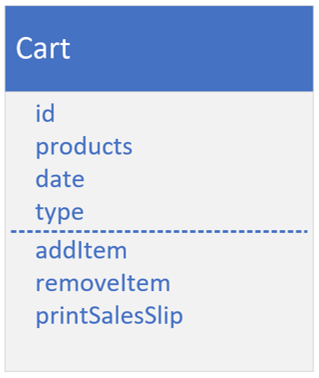 Cart
id
products
date
type
addItem
removeItem
printSalesSlip